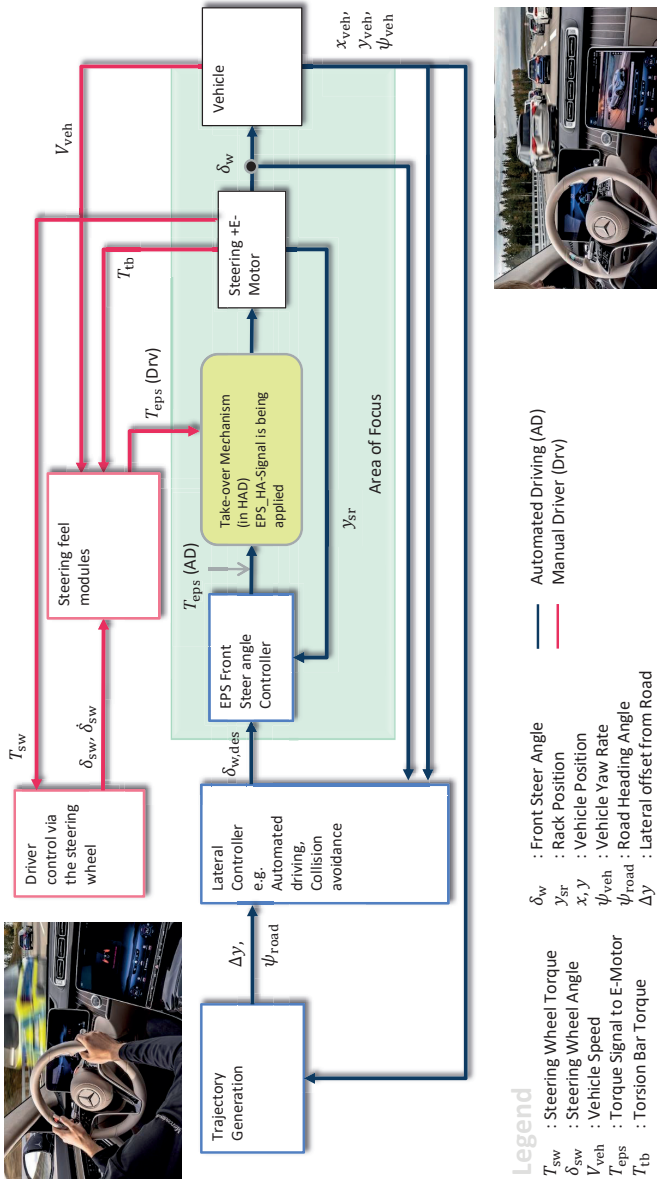 Driver
control via
the steering
wheel
T_sw
δ_sw, δ̇_sw
Steering feel
modules
T_tb
V_veh
T_eps (Drv)
Trajectory
Generation
Δy,
ψ_road
Lateral
Controller
e.g.
Automated
driving,
Collision
avoidance
δ_w,des
EPS Front
Steer angle
Controller
T_eps (AD)
Take-over Mechanism
(in HAD)
EPS_HA-Signal is being
applied
y_sr
Steering +E-
Motor
δ_w
Vehicle
x_veh,
y_veh,
ψ_veh
Area of Focus
Legend
T_sw : Steering Wheel Torque
δ_sw : Steering Wheel Angle
V_veh : Vehicle Speed
T_eps : Torque Signal to E-Motor
T_tb : Torsion Bar Torque
δ_w : Front Steer Angle
y_sr : Rack Position
x, y : Vehicle Position
ψ_veh : Vehicle Yaw Rate
ψ_road : Road Heading Angle
Δy : Lateral offset from Road
Automated Driving (AD)
Manual Driver (Drv)